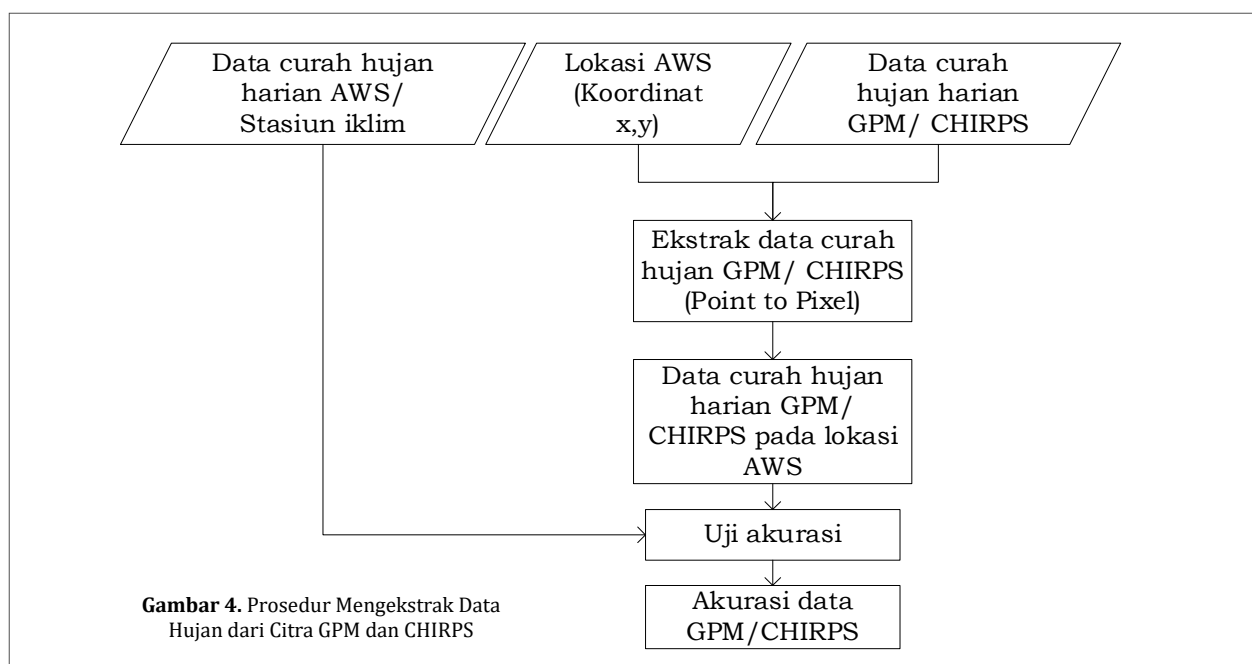 Data curah hujan
harian AWS/
Stasiun iklim
Lokasi AWS
(Koordinat
x,y)
Data curah
hujan harian
GPM/ CHIRPS
Ekstrak data curah
hujan GPM/ CHIRPS
(Point to Pixel)
Data curah hujan
harian GPM/
CHIRPS pada lokasi
AWS
Uji akurasi
Akurasi data
GPM/CHIRPS
Gambar 4. Prosedur Mengekstrak Data
Hujan dari Citra GPM dan CHIRPS